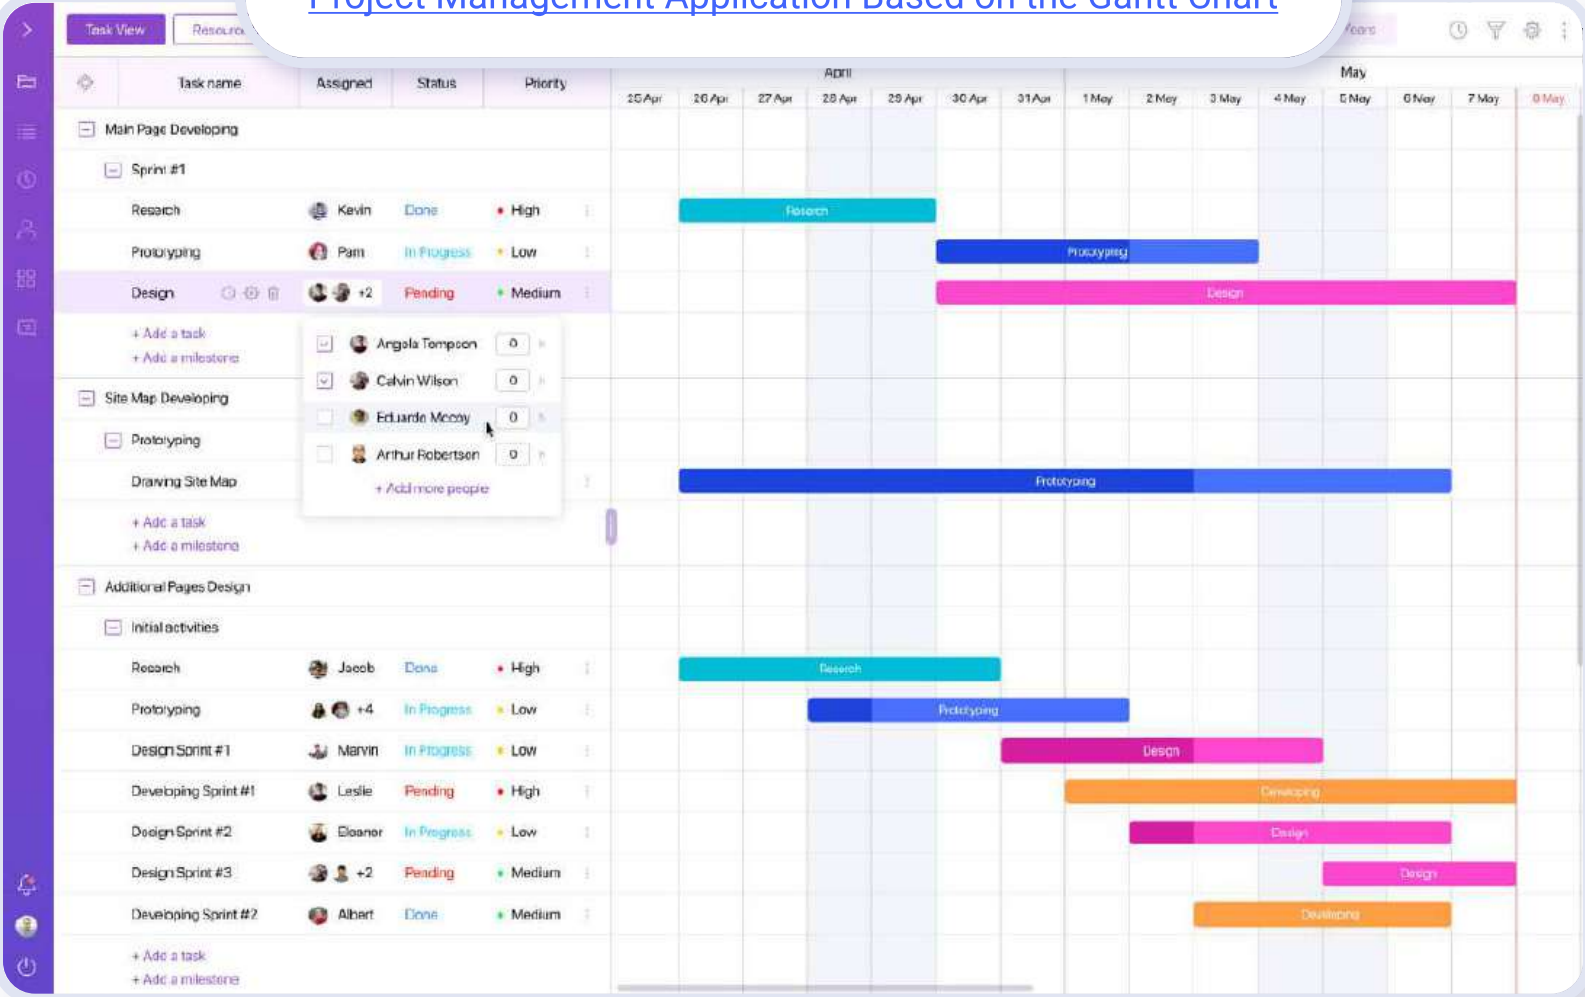 Project Management Application Based on the Gantt Chart
Task View
Task name Assigned Status Priority
April May
25 Apr 26 Apr 27 Apr 28 Apr 29 Apr 30 Apr 31 Apr 1 May 2 May 3 May 4 May 5 May 6 May 7 May 8 May
Main Page Developing
Sprint #1
Research Kevin Done High Research
Prototyping Pam In Progress Low Prototyping
Design +2 Pending Medium Design
+ Add a task
+ Add a milestone
Angela Tompson 0 h
Calvin Wilson 0 h
Eduardo Mccoy 0 h
Arthur Robertson 0 h
+ Add more people
Site Map Developing
Prototyping
Drawing Site Map Prototyping
+ Add a task
+ Add a milestone
Additional Pages Design
Initial activities
Research Jacob Done High Research
Prototyping +4 In Progress Low Prototyping
Design Sprint #1 Marvin In Progress Low Design
Developing Sprint #1 Leslie Pending High Developing
Design Sprint #2 Eleanor In Progress Low Design
Design Sprint #3 +2 Pending Medium Design
Developing Sprint #2 Albert Done Medium Developing
+ Add a task
+ Add a milestone